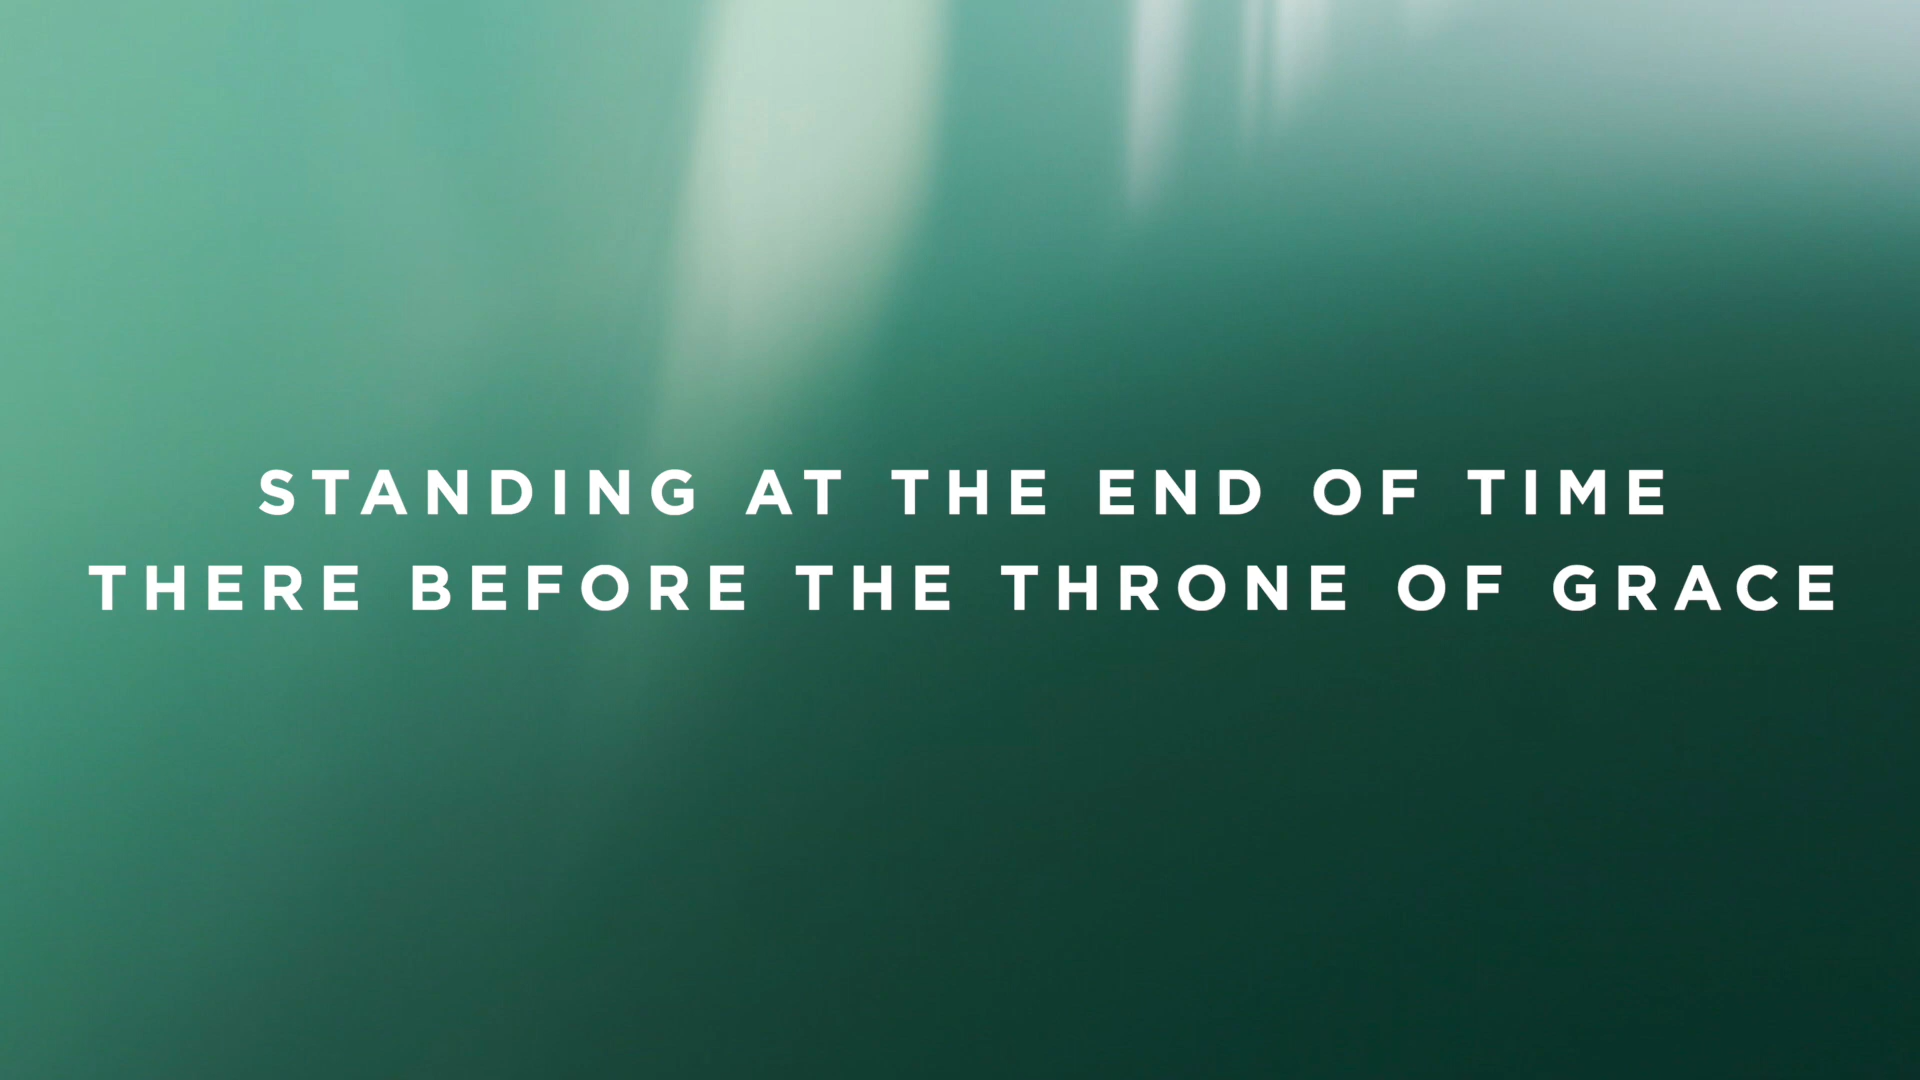 STANDING AT THE END OF TIME
THERE BEFORE THE THRONE OF GRACE